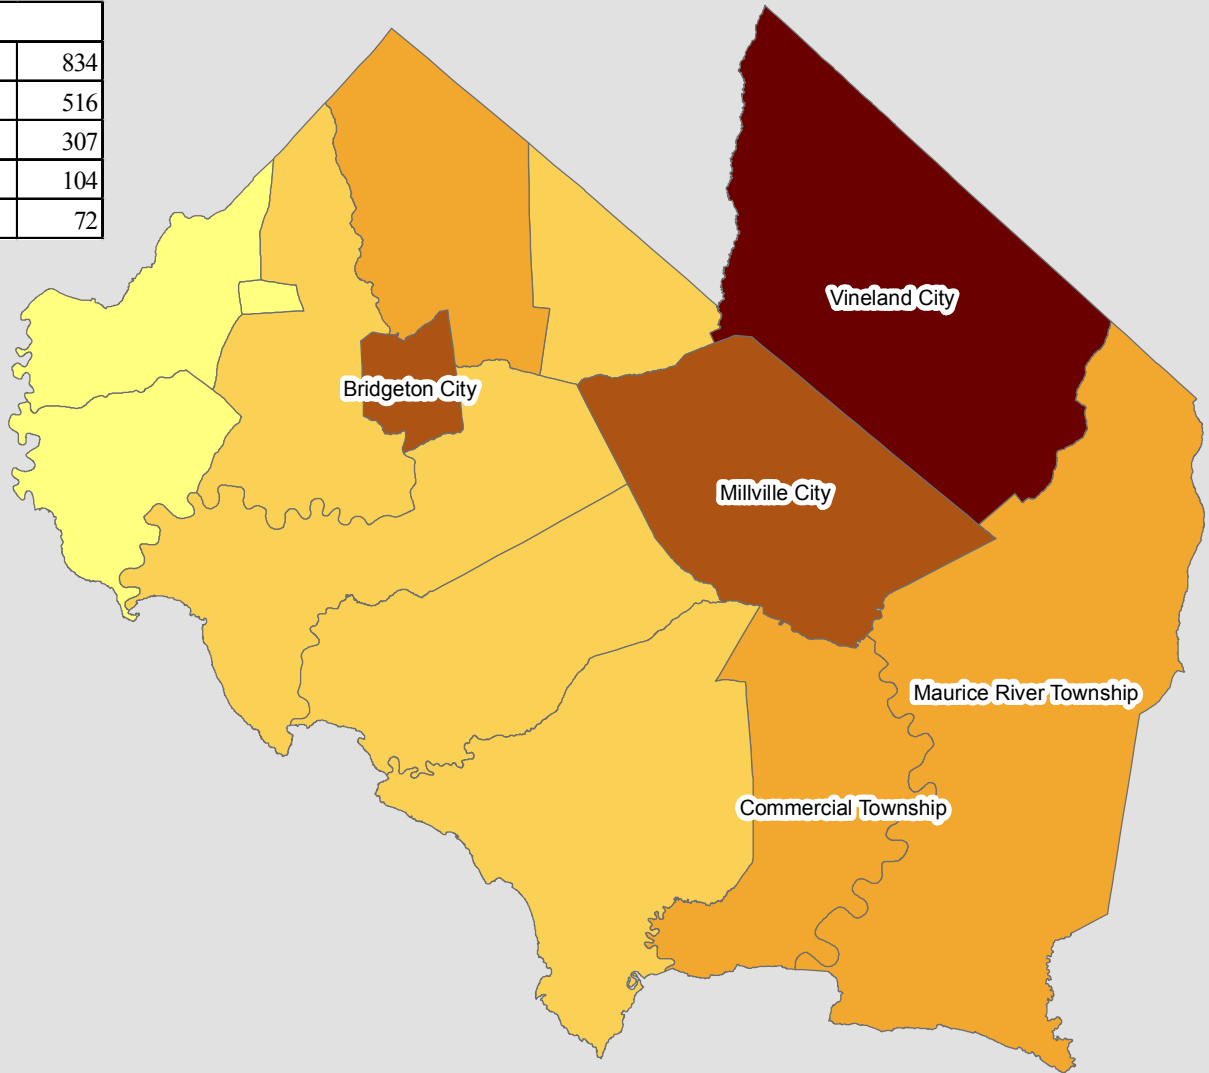 834
516
307
104
72
Vineland City
Bridgeton City
Millville City
Maurice River Township
Commercial Township